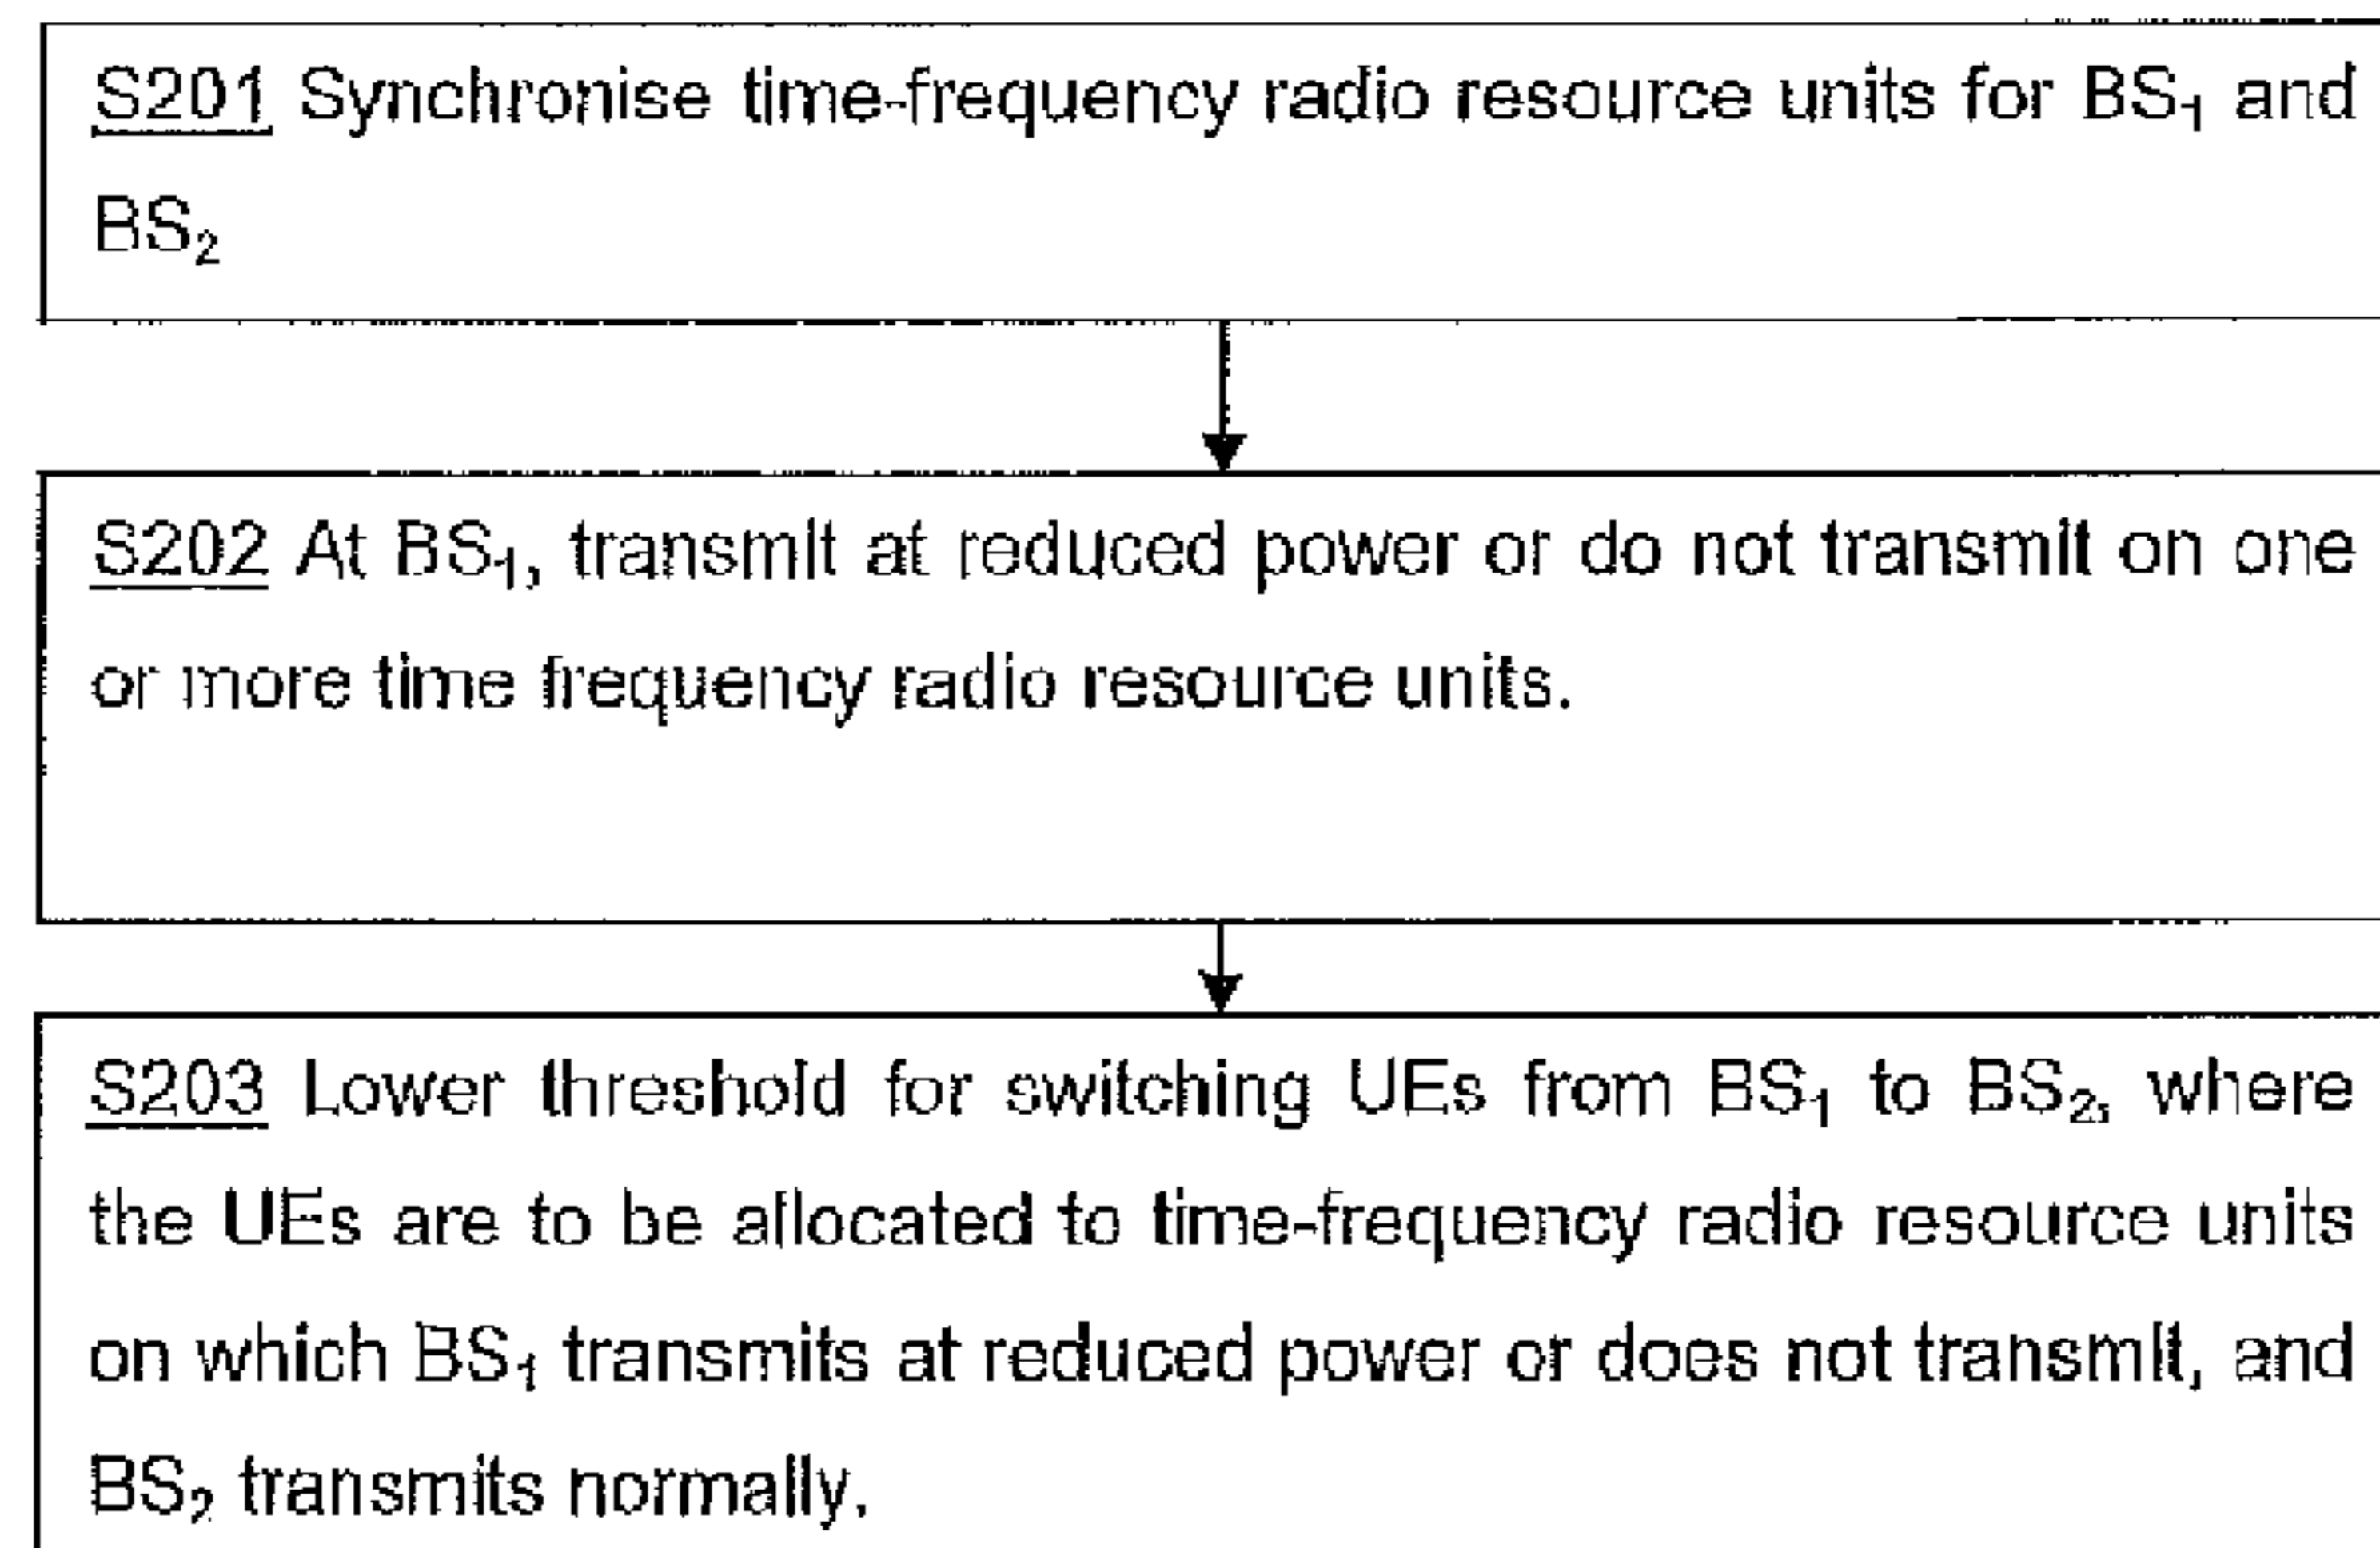 S201 Synchronise time-frequency radio resource units for BS₁ and
BS₂
S202 At BS₁, transmit at reduced power or do not transmit on one
or more time frequency radio resource units.
S203 Lower threshold for switching UEs from BS₁ to BS₂, where
the UEs are to be allocated to time-frequency radio resource units
on which BS₁ transmits at reduced power or does not transmit, and
BS₂ transmits normally.